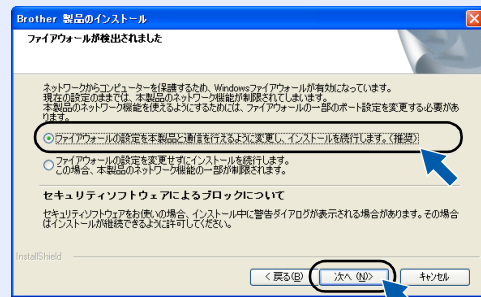 Brother 製品のインストール
ファイアウォールが検出されました
ネットワークからコンピューターを保護するため、Windowsファイアウォールが有効になっています。
現在の設定のままでは、本製品のネットワーク機能が制限されてしまいます。
本製品のネットワーク機能を使えるようにするためには、ファイアウォールの一部のポート設定を変更する必要があ
ります。
ファイアウォールの設定を本製品と通信を行えるように変更し、インストールを続行します。(推奨)
ファイアウォールの設定を変更せずにインストールを続行します。
この場合、本製品のネットワーク機能の一部が制限されます。
セキュリティソフトウェアによるブロックについて
セキュリティソフトウェアをお使いの場合、インストール中に警告ダイアログが表示される場合があります。その場合
はインストールが継続できるように許可してください。
InstallShield
< 戻る(B)
次へ (N)>
キャンセル